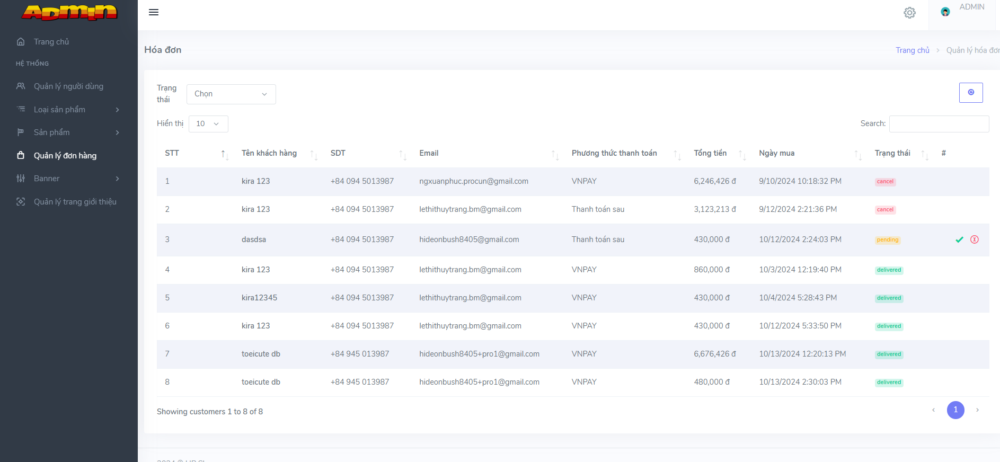 Admin
ADMIN
Trang chủ
HỆ THỐNG
Quản lý người dùng
Loại sản phẩm
Sản phẩm
Quản lý đơn hàng
Banner
Quản lý trang giới thiệu
Hóa đơn
Trang chủ > Quản lý hóa đơn
Trạng thái
Chọn
Hiển thị 10
Search:
STT Tên khách hàng SDT Email Phương thức thanh toán Tổng tiền Ngày mua Trạng thái #
1 kira 123 +84 094 5013987 ngxuanphuc.procun@gmail.com VNPAY 6,246,426 đ 9/10/2024 10:18:32 PM cancel
2 kira 123 +84 094 5013987 lethithuytrang.bm@gmail.com Thanh toán sau 3,123,213 đ 9/12/2024 2:21:36 PM cancel
3 dasdsa +84 094 5013987 hideonbush8405@gmail.com Thanh toán sau 430,000 đ 10/12/2024 2:24:03 PM pending
4 kira 123 +84 094 5013987 lethithuytrang.bm@gmail.com VNPAY 860,000 đ 10/3/2024 12:19:40 PM delivered
5 kira12345 +84 094 5013987 lethithuytrang.bm@gmail.com VNPAY 430,000 đ 10/4/2024 5:28:43 PM delivered
6 kira 123 +84 094 5013987 lethithuytrang.bm@gmail.com VNPAY 430,000 đ 10/12/2024 5:33:50 PM delivered
7 toeicute db +84 945 013987 hideonbush8405+pro1@gmail.com VNPAY 6,676,426 đ 10/13/2024 12:20:13 PM delivered
8 toeicute db +84 945 013987 hideonbush8405+pro1@gmail.com VNPAY 480,000 đ 10/13/2024 2:30:03 PM delivered
Showing customers 1 to 8 of 8
1
2024 ©